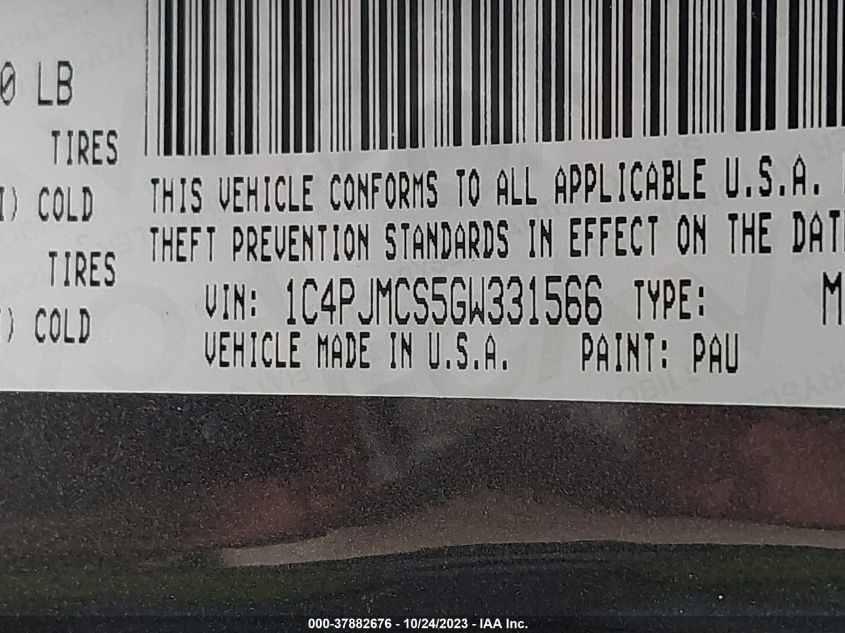 0 LB
TIRES
I) COLD
TIRES
) COLD
THIS VEHICLE CONFORMS TO ALL APPLICABLE U.S.A.
THEFT PREVENTION STANDARDS IN EFFECT ON THE DAT
VIN: 1C4PJMCS5GW331566 TYPE: M
VEHICLE MADE IN U.S.A. PAINT: PAU
000-37882676 - 10/24/2023 - IAA Inc.